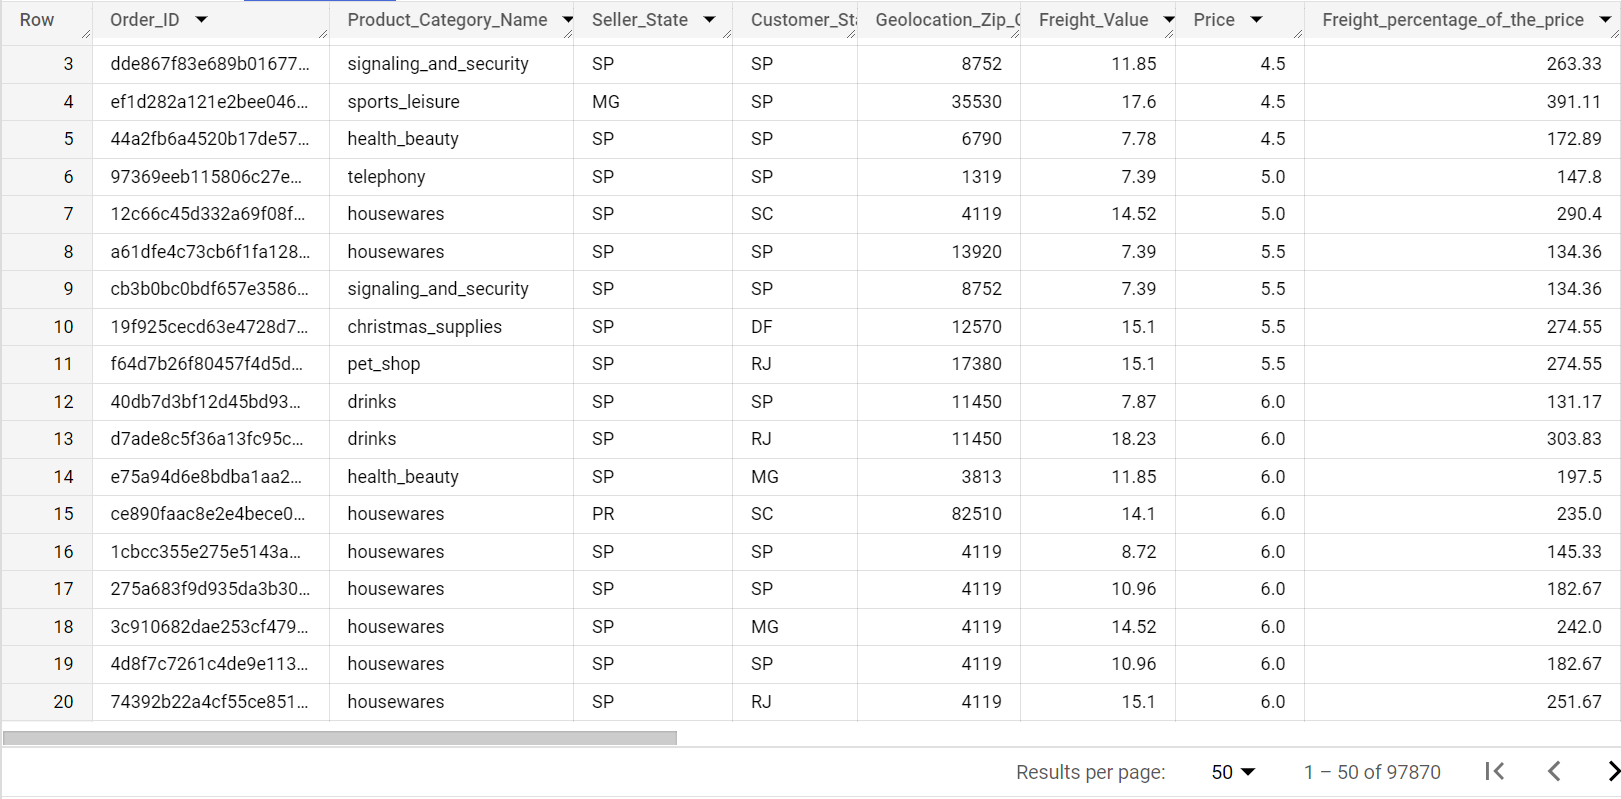 Row Order_ID Product_Category_Name Seller_State Customer_Sta Geolocation_Zip_C Freight_Value Price Freight_percentage_of_the_price
3 dde867f83e689b01677... signaling_and_security SP SP 8752 11.85 4.5 263.33
4 ef1d282a121e2bee046... sports_leisure MG SP 35530 17.6 4.5 391.11
5 44a2fb6a4520b17de57... health_beauty SP SP 6790 7.78 4.5 172.89
6 97369eeb115806c27e... telephony SP SP 1319 7.39 5.0 147.8
7 12c66c45d332a69f08f... housewares SP SC 4119 14.52 5.0 290.4
8 a61dfe4c73cb6f1fa128... housewares SP SP 13920 7.39 5.5 134.36
9 cb3b0bc0bdf657e3586... signaling_and_security SP SP 8752 7.39 5.5 134.36
10 19f925cecd63e4728d7... christmas_supplies SP DF 12570 15.1 5.5 274.55
11 f64d7b26f80457f4d5d... pet_shop SP RJ 17380 15.1 5.5 274.55
12 40db7d3bf12d45bd93... drinks SP SP 11450 7.87 6.0 131.17
13 d7ade8c5f36a13fc95c... drinks SP RJ 11450 18.23 6.0 303.83
14 e75a94d6e8bdba1aa2... health_beauty SP MG 3813 11.85 6.0 197.5
15 ce890faac8e2e4bece0... housewares PR SC 82510 14.1 6.0 235.0
16 1cbcc355e275e5143a... housewares SP SP 4119 8.72 6.0 145.33
17 275a683f9d935da3b30... housewares SP SP 4119 10.96 6.0 182.67
18 3c910682dae253cf479... housewares SP MG 4119 14.52 6.0 242.0
19 4d8f7c7261c4de9e113... housewares SP SP 4119 10.96 6.0 182.67
20 74392b22a4cf55ce851... housewares SP RJ 4119 15.1 6.0 251.67
Results per page: 50 1 – 50 of 97870